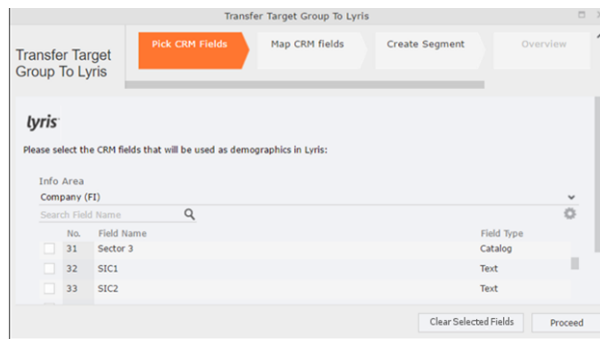 Transfer Target Group To Lyris
Transfer Target
Group To Lyris
Pick CRM Fields
Map CRM fields
Create Segment
Overview
lyris
Please select the CRM fields that will be used as demographics in Lyris:
Info Area
Company (FI)
Search Field Name
No. Field Name Field Type
31 Sector 3 Catalog
32 SIC1 Text
33 SIC2 Text
Clear Selected Fields Proceed